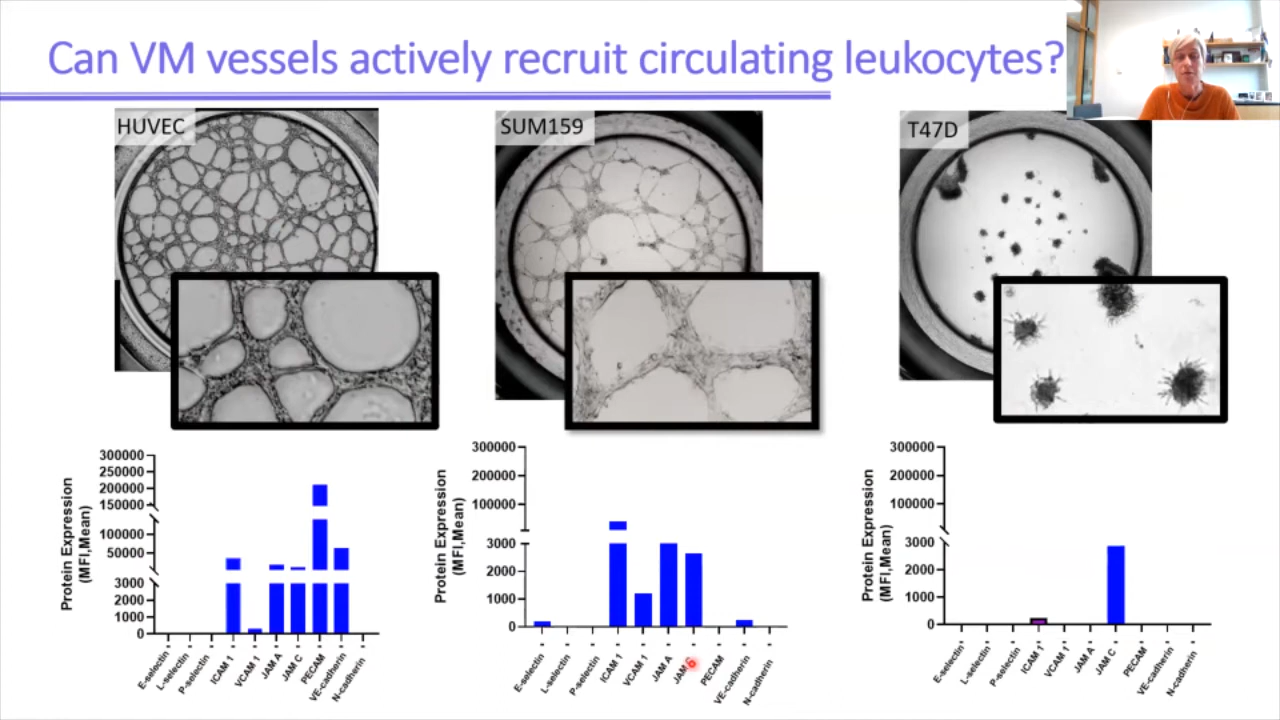 Can VM vessels actively recruit circulating leukocytes?
HUVEC
SUM159
T47D
Protein Expression
(MFI,Mean)
300000
250000
200000
150000
100000
50000
3000
2000
1000
0
E-selectin
L-selectin
P-selectin
ICAM 1
VCAM 1
JAM A
JAM C
PECAM
VE-cadherin
N-cadherin
Protein Expression
(MFI,Mean)
300000
200000
100000
3000
2000
1000
0
E-selectin
L-selectin
P-selectin
ICAM 1
VCAM 1
JAM A
JAM
PECAM
VE-cadherin
N-cadherin
Protein Expression
(MFI,Mean)
300000
200000
100000
3000
2000
1000
0
E-selectin
L-selectin
P-selectin
ICAM 1
VCAM 1
JAM A
JAM C
PECAM
VE-cadherin
N-cadherin